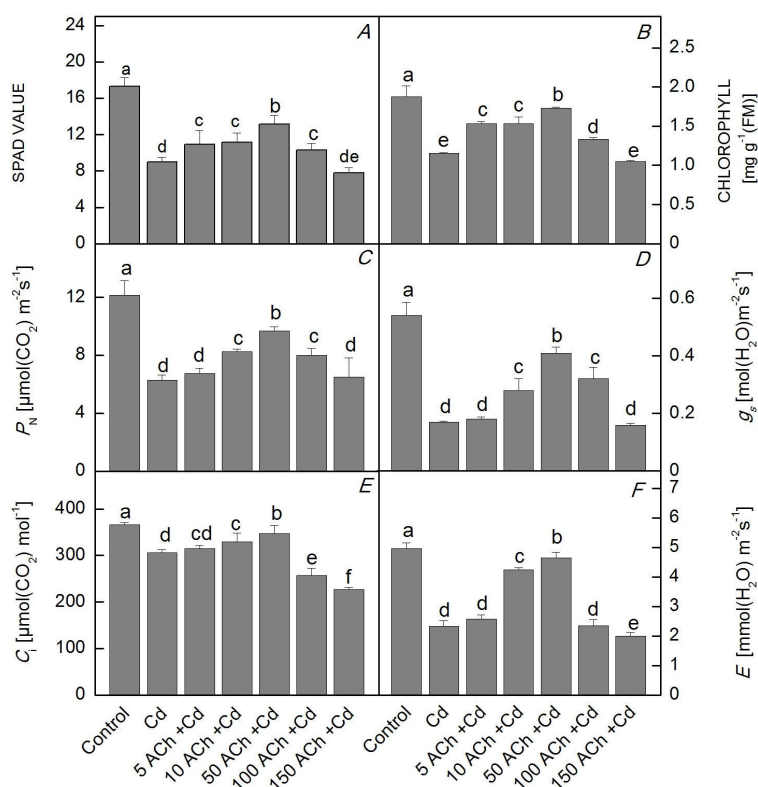 A
24
20
16
12
8
4
0
SPAD VALUE
a
d
c
c
b
c
de
B
2.5
2.0
1.5
1.0
0.5
0
CHLOROPHYLL
[mg g⁻¹(FM)]
a
e
c
c
b
d
e
C
12
8
4
0
P_N [µmol(CO₂) m⁻²s⁻¹]
a
d
d
c
b
c
d
D
0.6
0.4
0.2
0
g_s [mol(H₂O)m⁻²s⁻¹]
a
d
d
c
b
c
d
E
400
300
200
100
0
C_i [µmol(CO₂) mol⁻¹]
a
d
cd
c
b
e
f
F
7
6
5
4
3
2
1
0
E [mmol(H₂O) m⁻²s⁻¹]
a
d
d
c
b
d
e
Control
Cd
5 ACh +Cd
10 ACh +Cd
50 ACh +Cd
100 ACh +Cd
150 ACh +Cd
Control
Cd
5 ACh +Cd
10 ACh +Cd
50 ACh +Cd
100 ACh +Cd
150 ACh +Cd